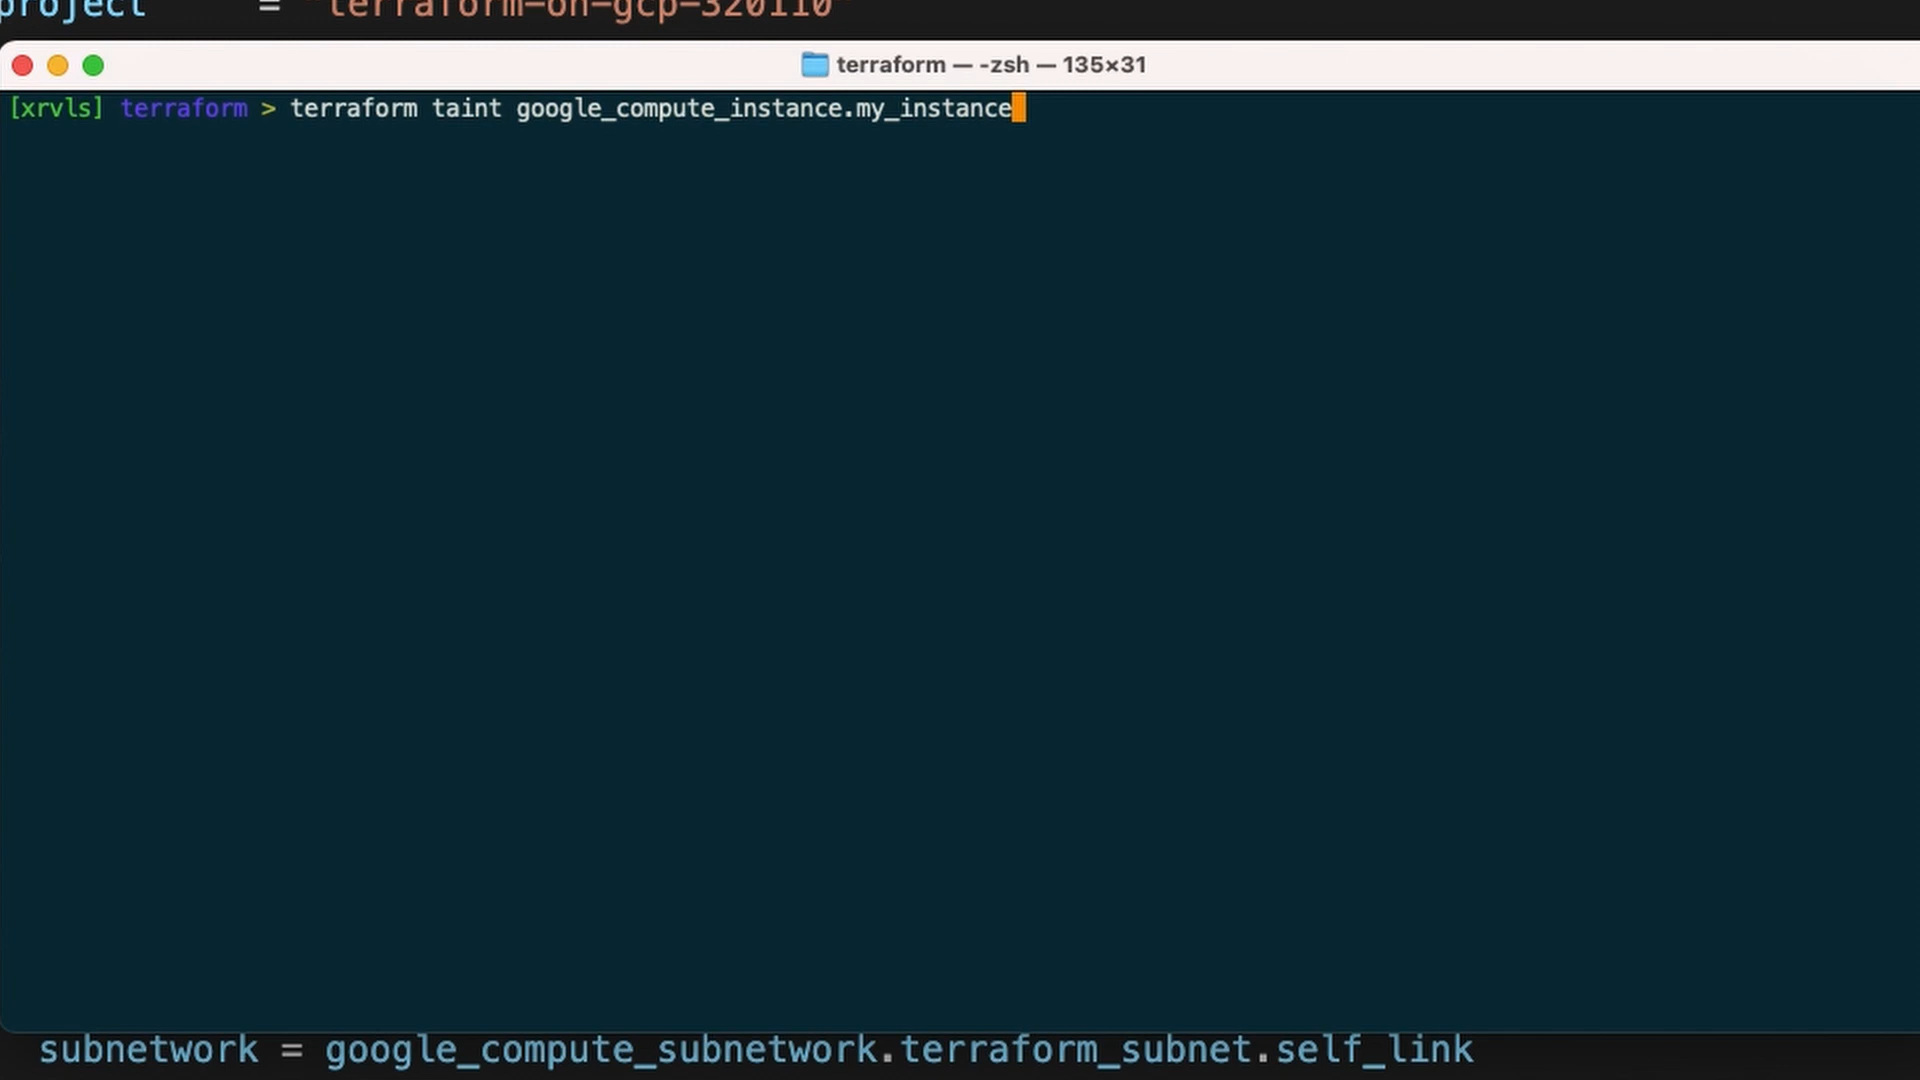 project = "terraform-on-gcp-320110"
terraform — -zsh — 135×31
[xrvls] terraform > terraform taint google_compute_instance.my_instance
subnetwork = google_compute_subnetwork.terraform_subnet.self_link